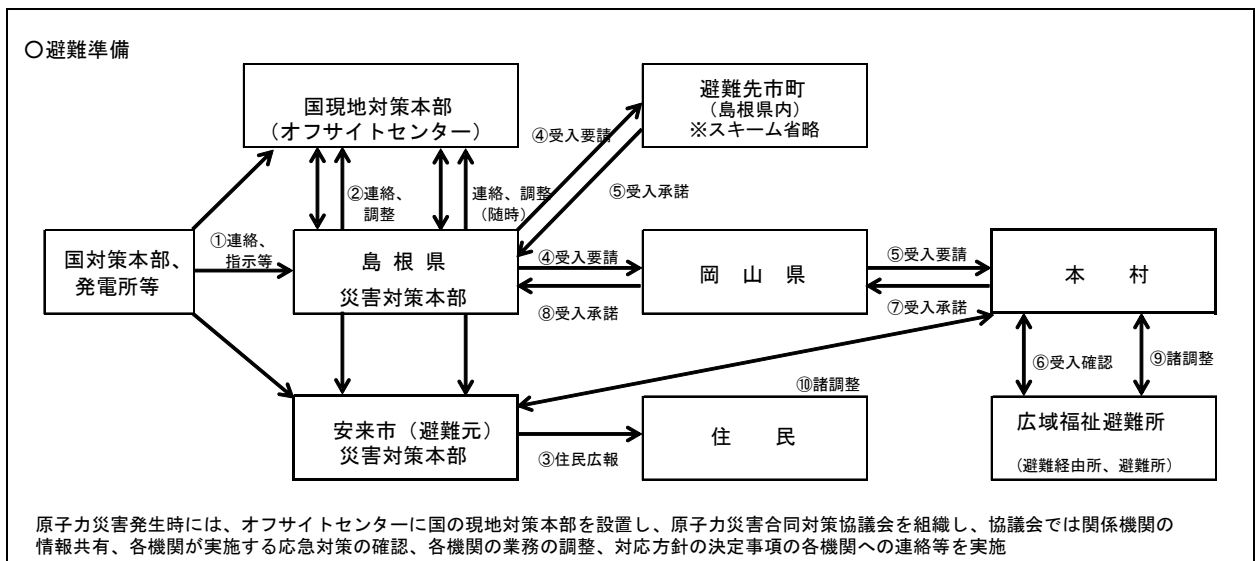 〇避難準備
国現地対策本部
（オフサイトセンター）
避難先市町
（島根県内）
※スキーム省略
④受入要請
⑤受入承諾
②連絡、
調整
連絡、調整
（随時）
①連絡、
指示等
国対策本部、
発電所等
島根県
災害対策本部
④受入要請
⑧受入承諾
岡山県
⑤受入要請
⑦受入承諾
本村
⑥受入確認
⑨諸調整
⑩諸調整
安来市（避難元）
災害対策本部
③住民広報
住民
広域福祉避難所
（避難経由所、避難所）
原子力災害発生時には、オフサイトセンターに国の現地対策本部を設置し、原子力災害合同対策協議会を組織し、協議会では関係機関の
情報共有、各機関が実施する応急対策の確認、各機関の業務の調整、対応方針の決定事項の各機関への連絡等を実施